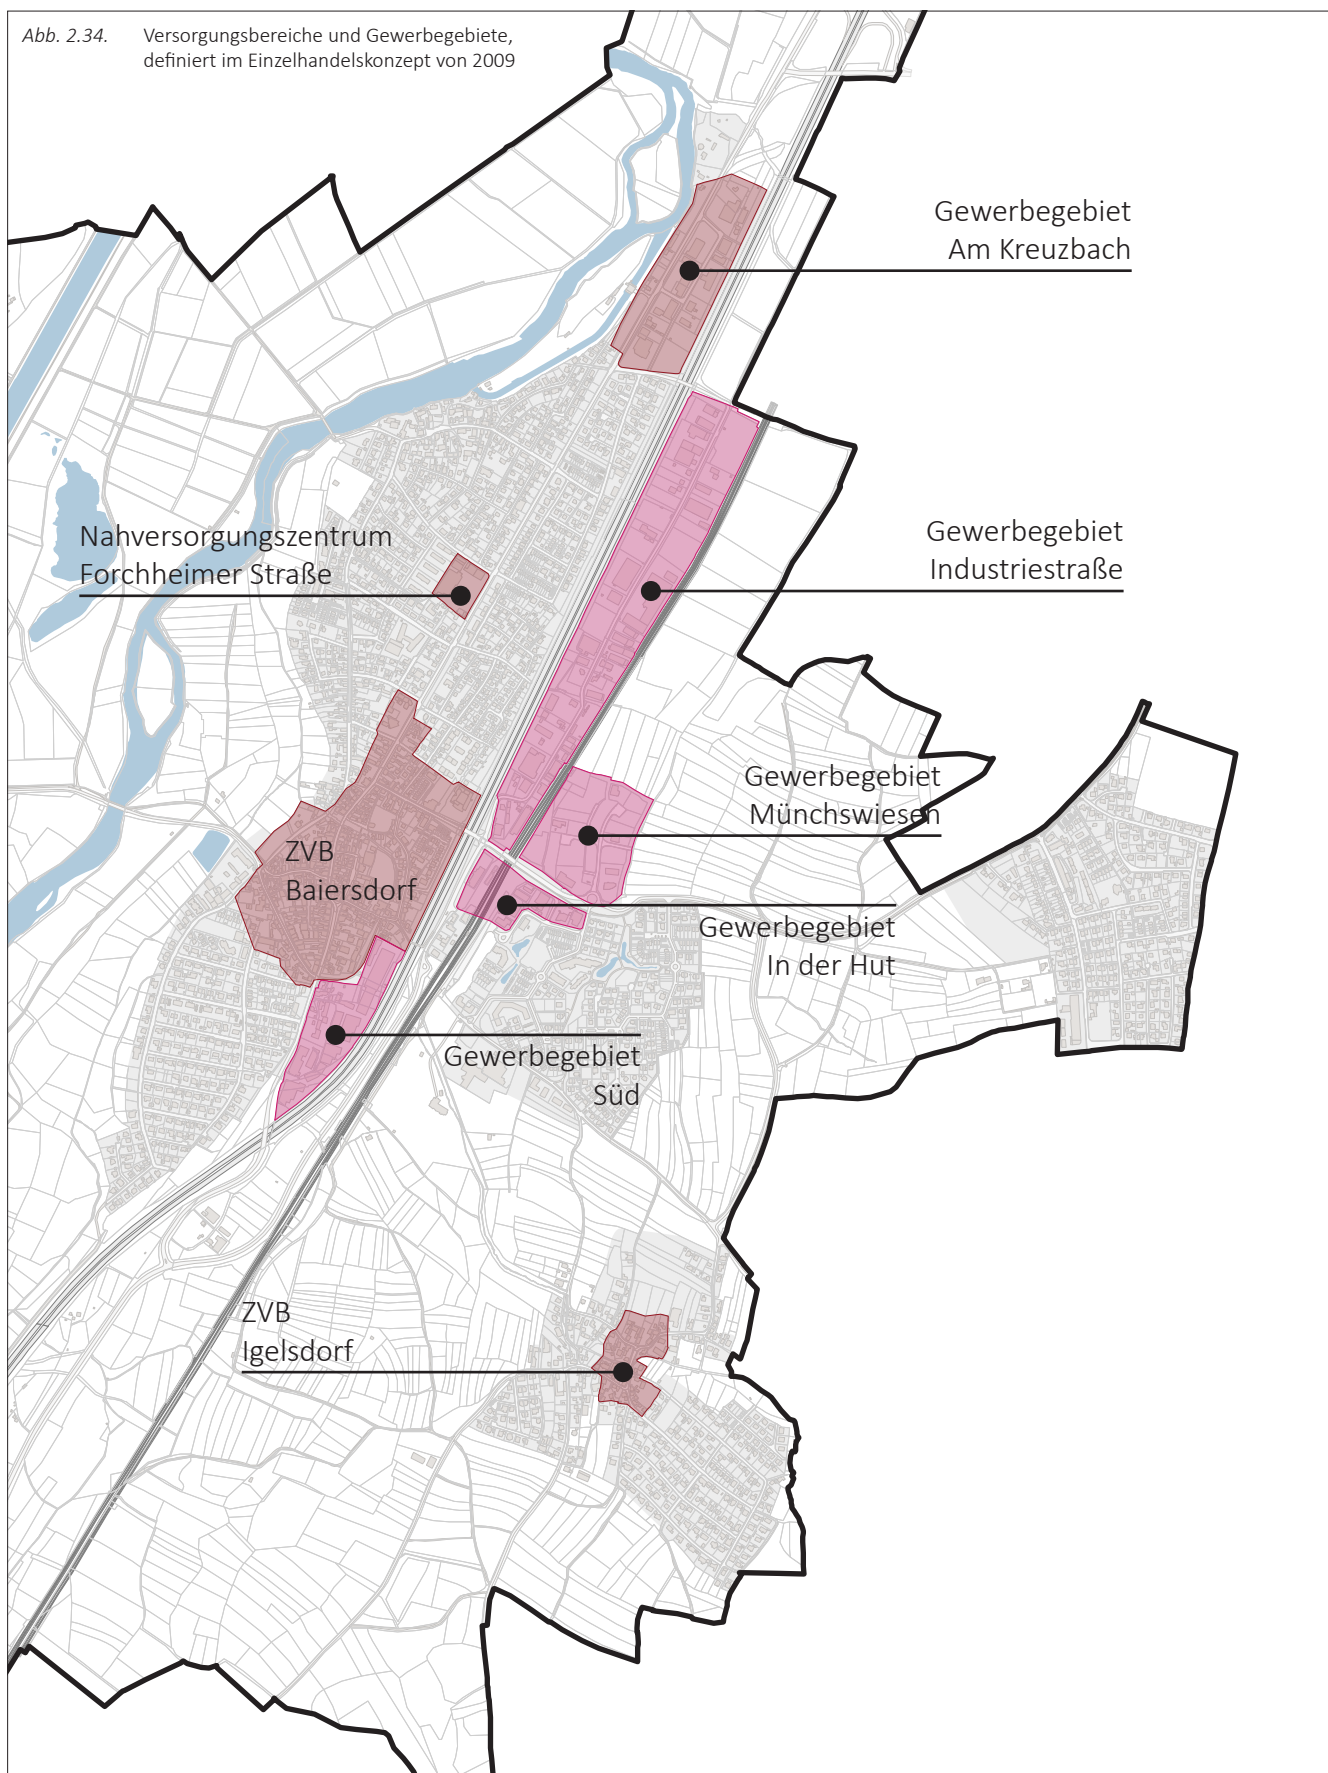 Abb. 2.34. Versorgungsbereiche und Gewerbegebiete,
definiert im Einzelhandelskonzept von 2009
Gewerbegebiet
Am Kreuzbach
Nahversorgungszentrum
Forchheimer Straße
Gewerbegebiet
Industriestraße
Gewerbegebiet
Münchswiesen
ZVB
Baiersdorf
Gewerbegebiet
In der Hut
Gewerbegebiet
Süd
ZVB
Igelsdorf